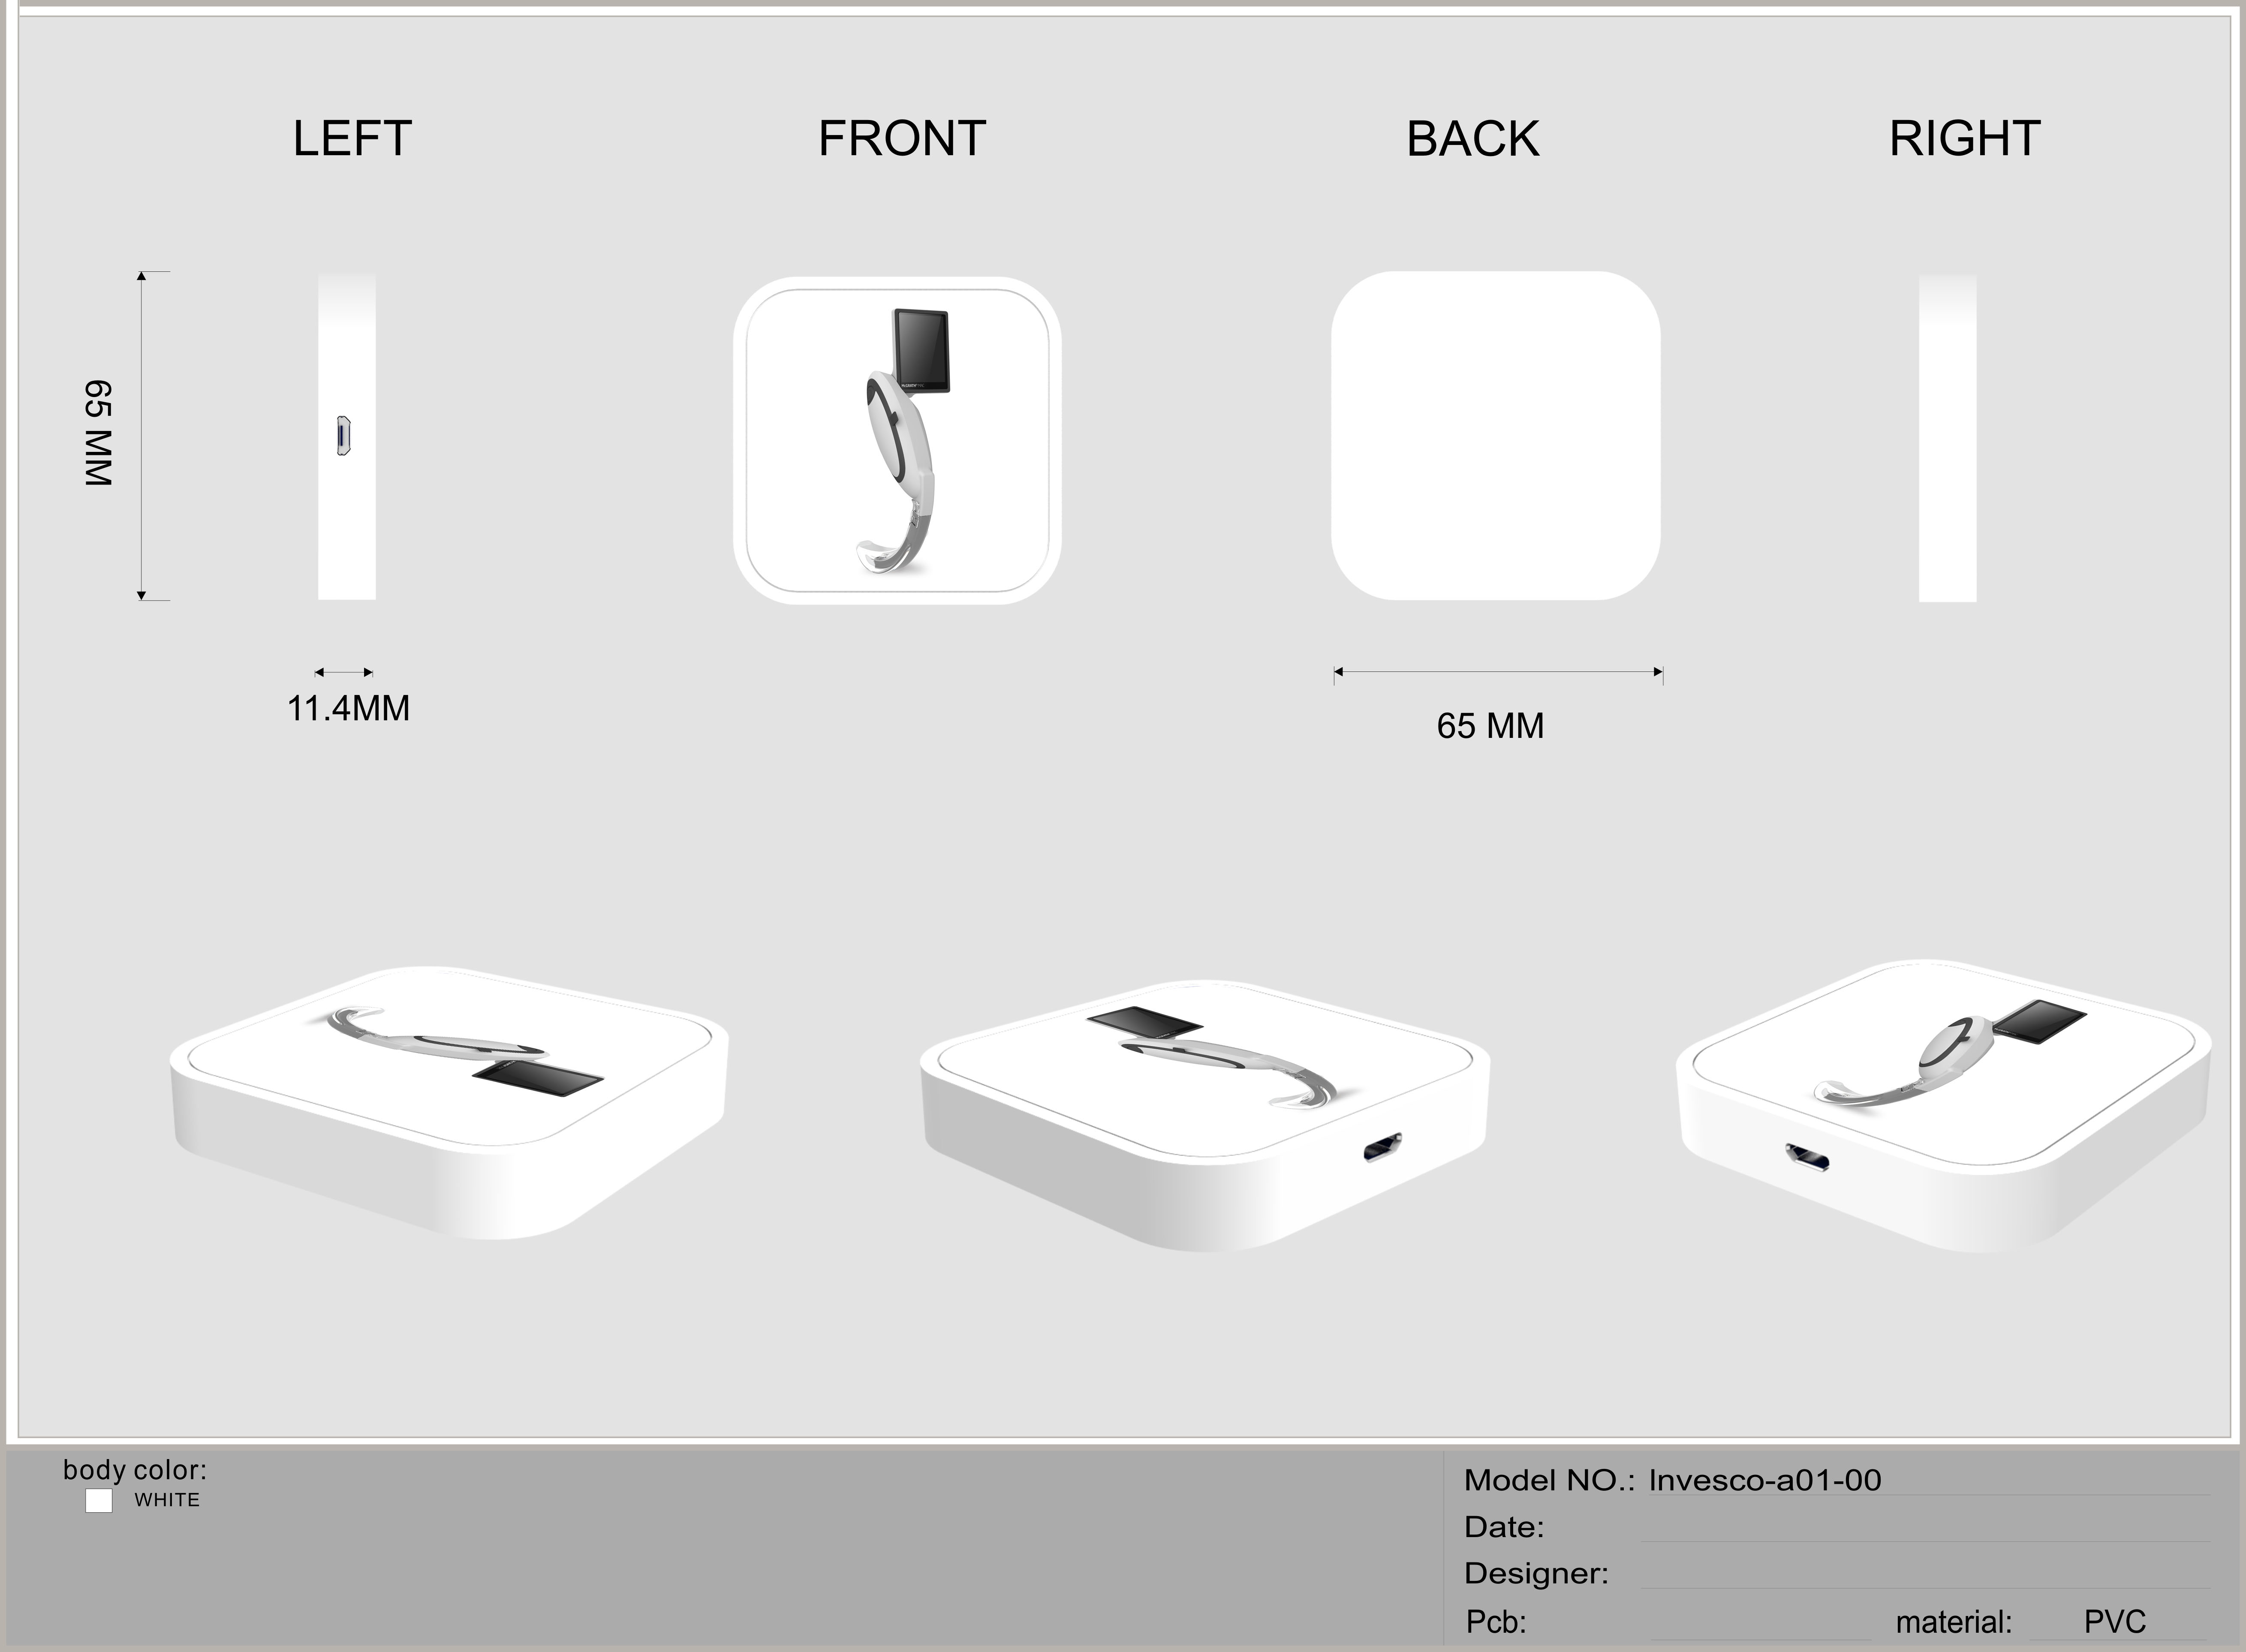 LEFT
FRONT
BACK
RIGHT
65 MM
11.4MM
65 MM
body color:
WHITE
Model NO.: Invesco-a01-00
Date:
Designer:
Pcb:
material: PVC